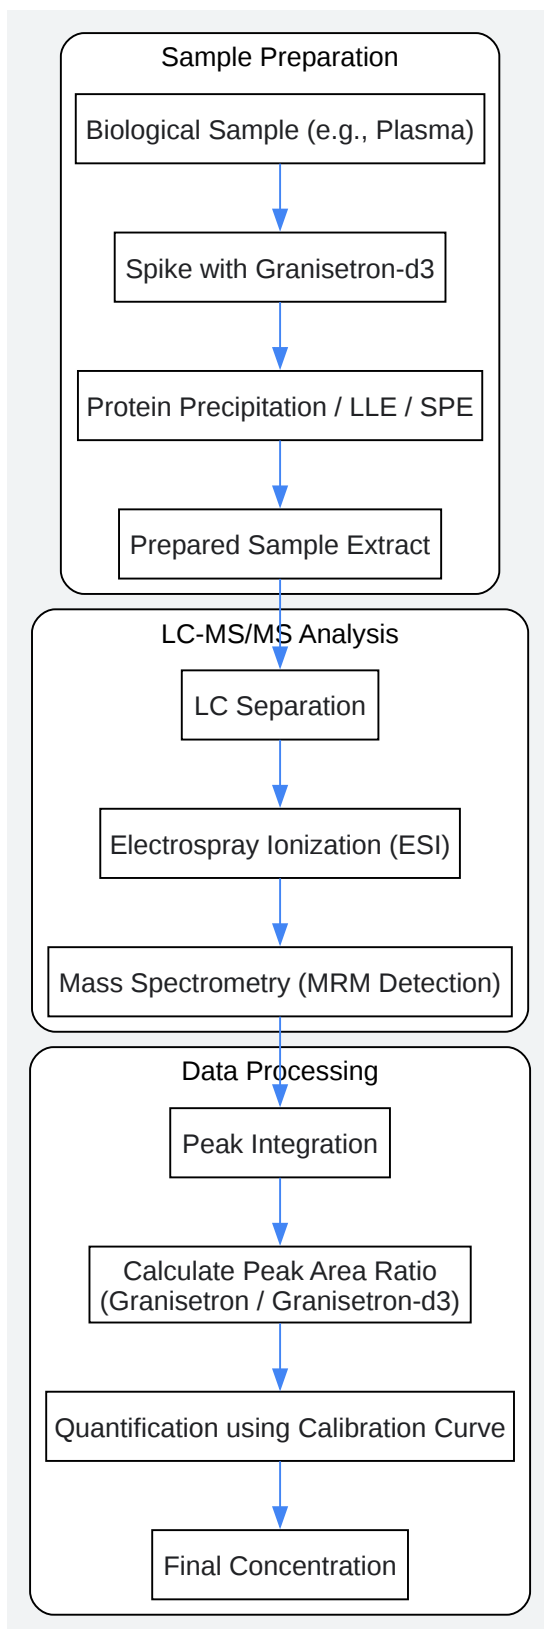 Sample Preparation
Biological Sample (e.g., Plasma)
Spike with Granisetron-d3
Protein Precipitation / LLE / SPE
Prepared Sample Extract
LC-MS/MS Analysis
LC Separation
Electrospray Ionization (ESI)
Mass Spectrometry (MRM Detection)
Data Processing
Peak Integration
Calculate Peak Area Ratio
(Granisetron / Granisetron-d3)
Quantification using Calibration Curve
Final Concentration